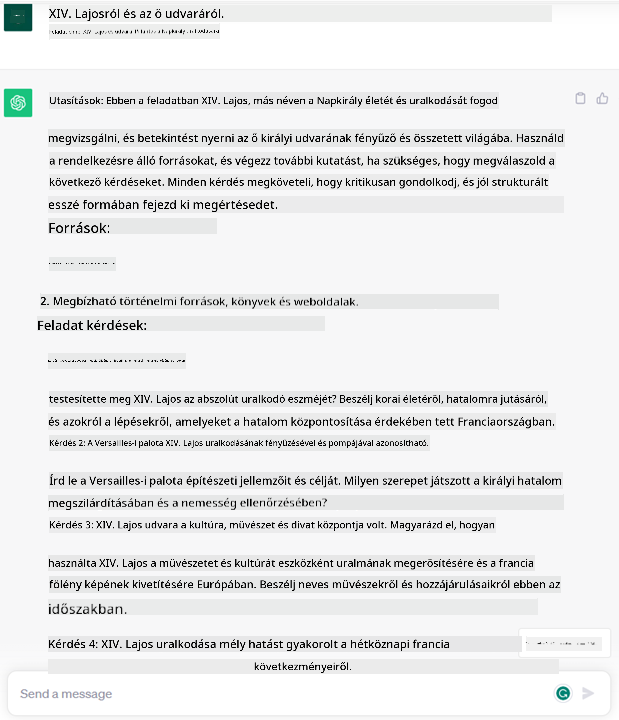 XIV. Lajosról és az ő udvaráról.
Utasítások: Ebben a feladatban XIV. Lajos, más néven a Napkirály életét és uralkodását fogod
megvizsgálni, és betekintést nyerni az ő királyi udvarának fényűző és összetett világába. Használd
a rendelkezésre álló forrásokat, és végezz további kutatást, ha szükséges, hogy megválaszold a
következő kérdéseket. Minden kérdés megköveteli, hogy kritikusan gondolkodj, és jól strukturált
esszé formában fejezd ki megértésedet.
Források:
2. Megbízható történelmi források, könyvek és weboldalak.
Feladat kérdések:
testesítette meg XIV. Lajos az abszolút uralkodó eszméjét? Beszélj korai életéről, hatalomra jutásáról,
és azokról a lépésekről, amelyeket a hatalom központosítása érdekében tett Franciaországban.
Kérdés 2: A Versailles-i palota XIV. Lajos uralkodásának fényűzésével és pompájával azonosítható.
Írd le a Versailles-i palota építészeti jellemzőit és célját. Milyen szerepet játszott a királyi hatalom
megszilárdításában és a nemesség ellenőrzésében?
Kérdés 3: XIV. Lajos udvara a kultúra, művészet és divat központja volt. Magyarázd el, hogyan
használta XIV. Lajos a művészetet és kultúrát eszközként uralmának megerősítésére és a francia
fölény képének kivetítésére Európában. Beszélj neves művészekről és hozzájárulásaikról ebben az
időszakban.
Kérdés 4: XIV. Lajos uralkodása mély hatást gyakorolt a hétköznapi francia
következményeiről.
Send a message